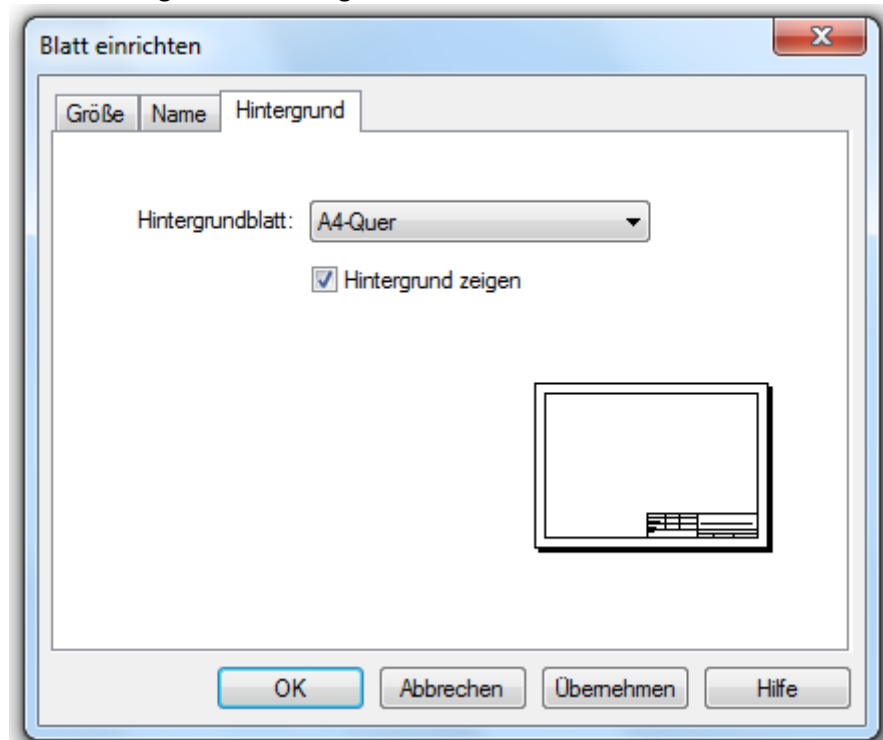 Blatt einrichten
Größe Name Hintergrund
Hintergrundblatt: A4-Quer
Hintergrund zeigen
OK Abbrechen Übernehmen Hilfe